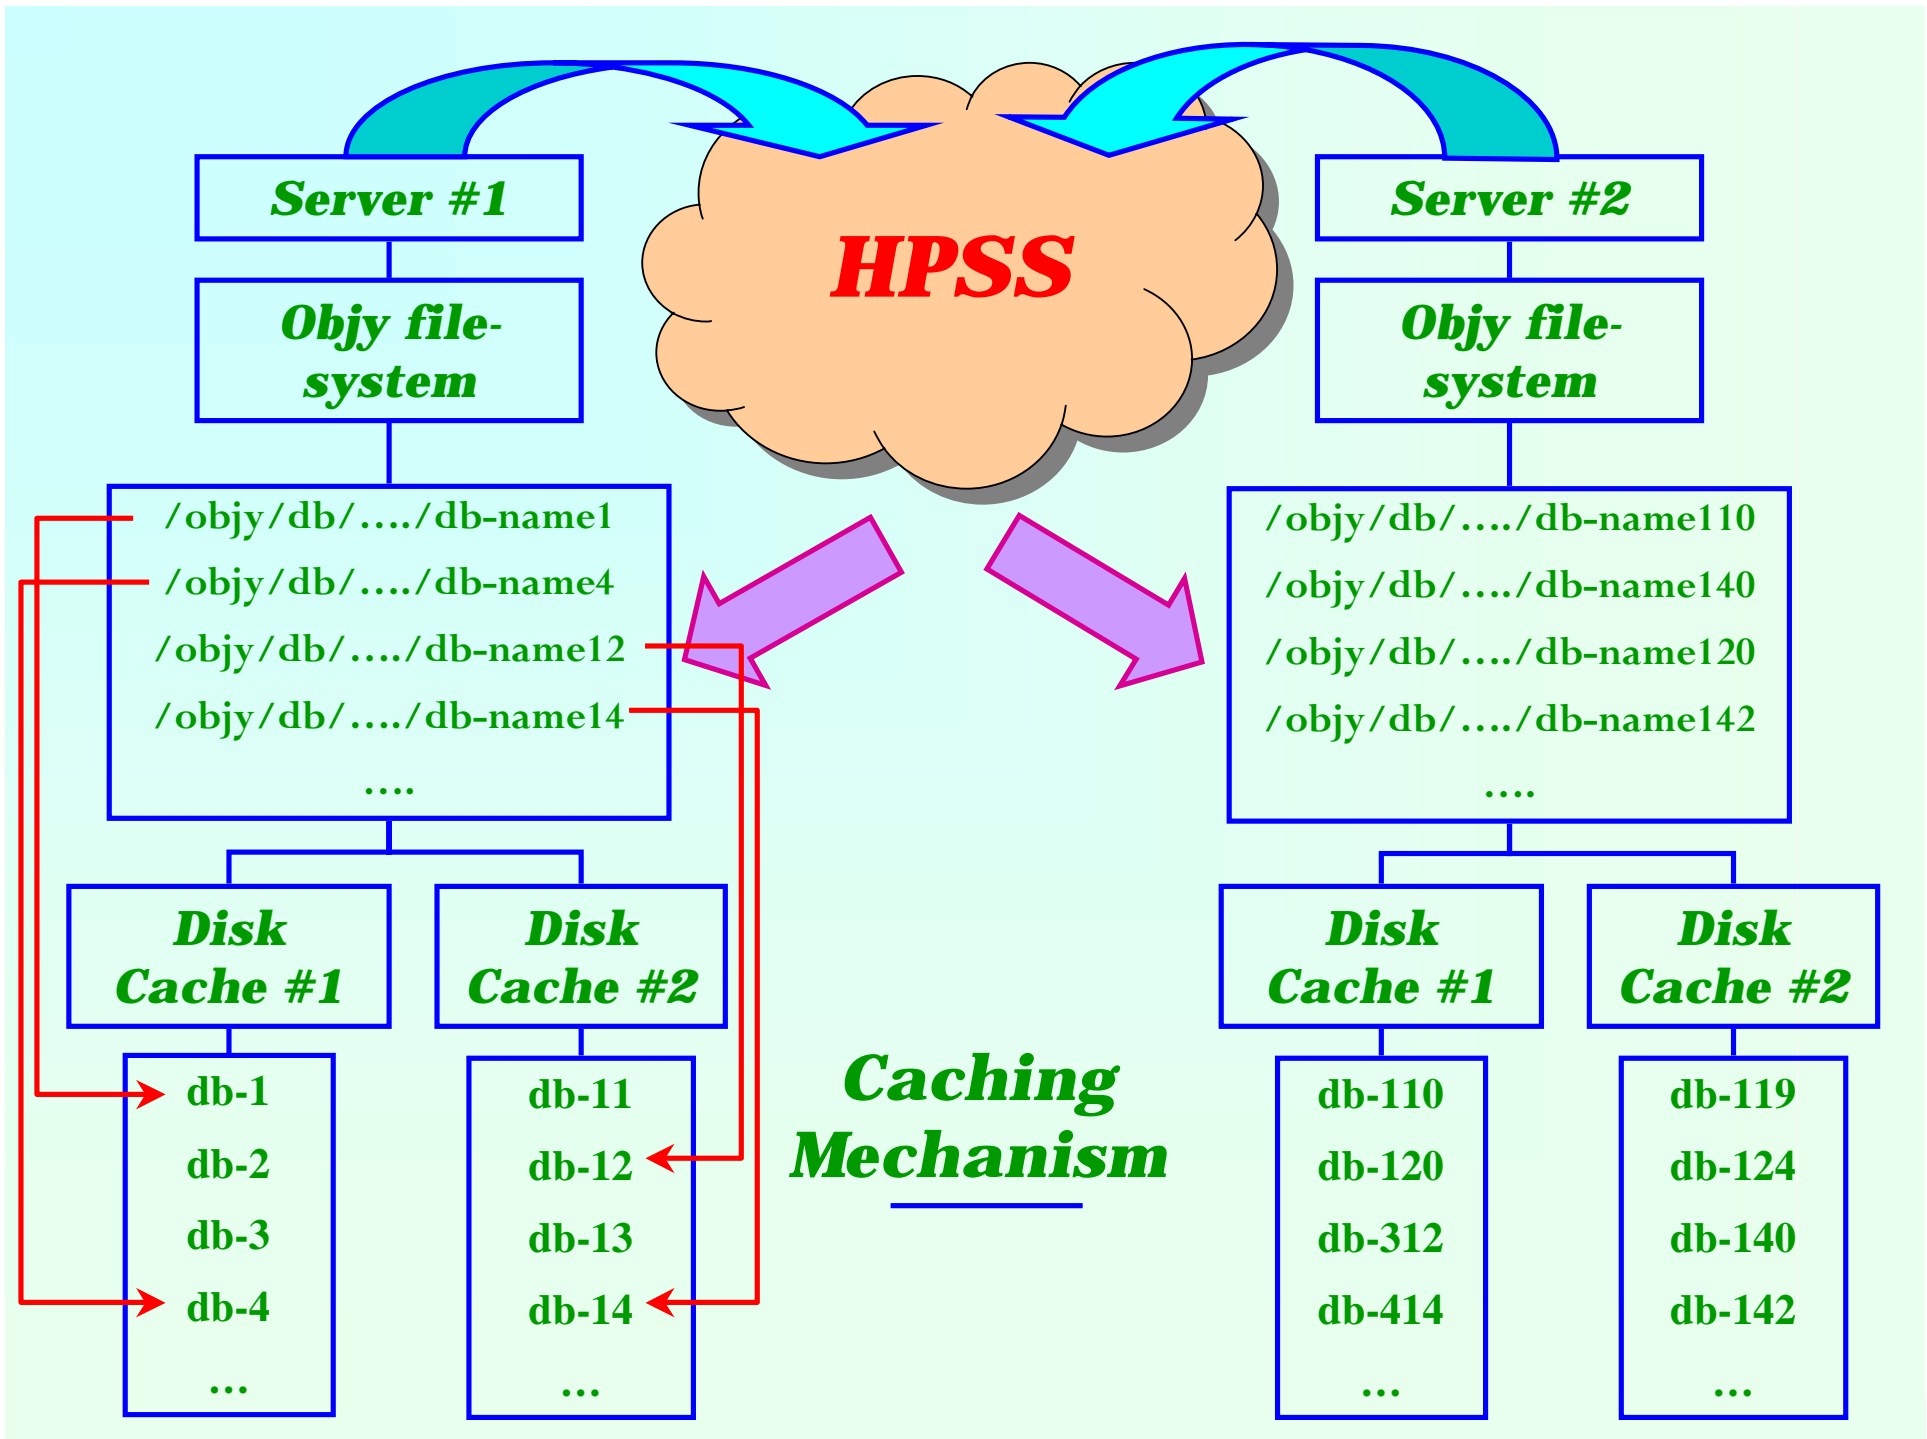 Server #1
HPSS
Server #2
Objy file-
system
Objy file-
system
/objy/db/…./db-name1
/objy/db/…./db-name4
/objy/db/…./db-name12
/objy/db/…./db-name14
….
/objy/db/…./db-name110
/objy/db/…./db-name140
/objy/db/…./db-name120
/objy/db/…./db-name142
….
Disk
Cache #1
Disk
Cache #2
Disk
Cache #1
Disk
Cache #2
db-1
db-2
db-3
db-4
…
db-11
db-12
db-13
db-14
…
Caching
Mechanism
db-110
db-120
db-312
db-414
…
db-119
db-124
db-140
db-142
…